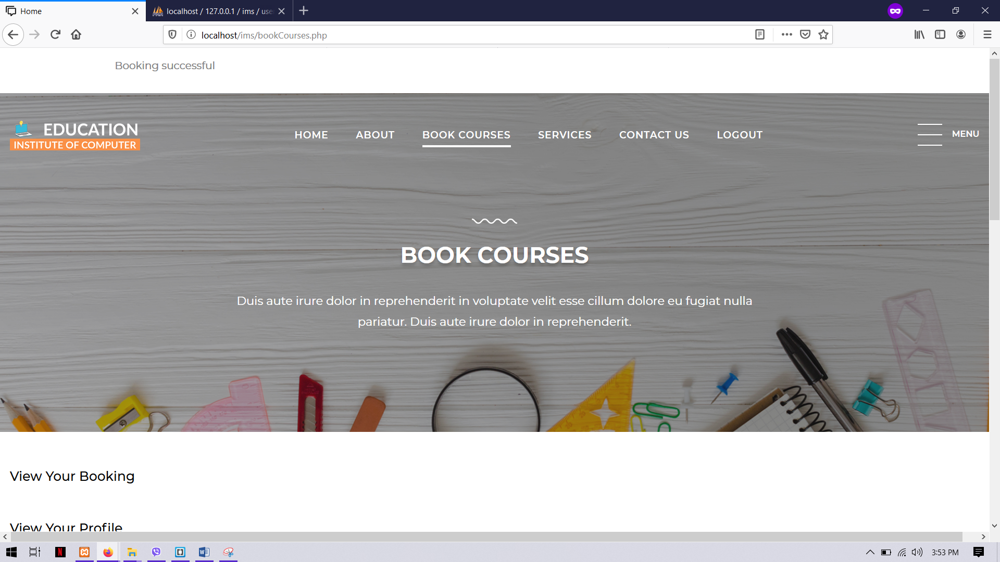 Home
localhost / 127.0.0.1 / ims / use
localhost/ims/bookCourses.php
Booking successful
EDUCATION
INSTITUTE OF COMPUTER
HOME
ABOUT
BOOK COURSES
SERVICES
CONTACT US
LOGOUT
MENU
BOOK COURSES
Duis aute irure dolor in reprehenderit in voluptate velit esse cillum dolore eu fugiat nulla
pariatur. Duis aute irure dolor in reprehenderit.
View Your Booking
View Your Profile
3:53 PM